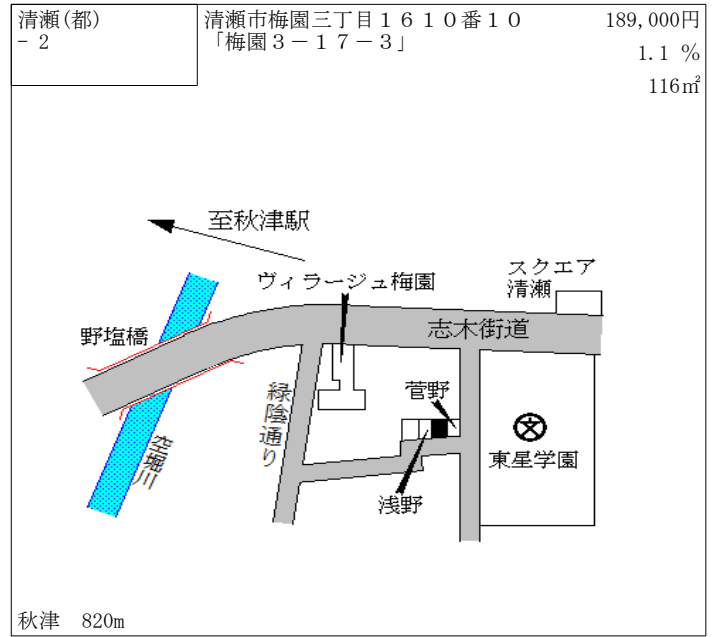 清瀬(都)
- 2
清瀬市梅園三丁目１６１０番１０
「梅園３－１７－３」
189,000円
1.1 %
116㎡
至秋津駅
スクエア
清瀬
ヴィラージュ梅園
志木街道
野塩橋
緑陰通り
菅野
東星学園
空堀川
浅野
秋津　820m